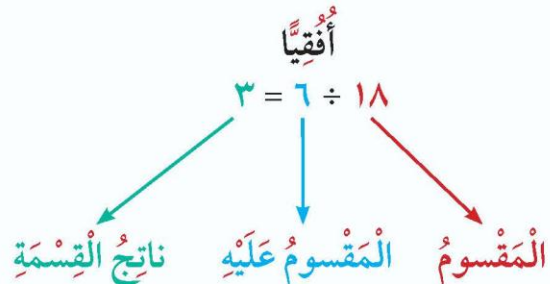 أُفُقِيًّا
١٨ ÷ ٦ = ٣
الْمَقْسومُ الْمَقْسومُ عَلَيْهِ ناتِجُ الْقِسْمَةِ